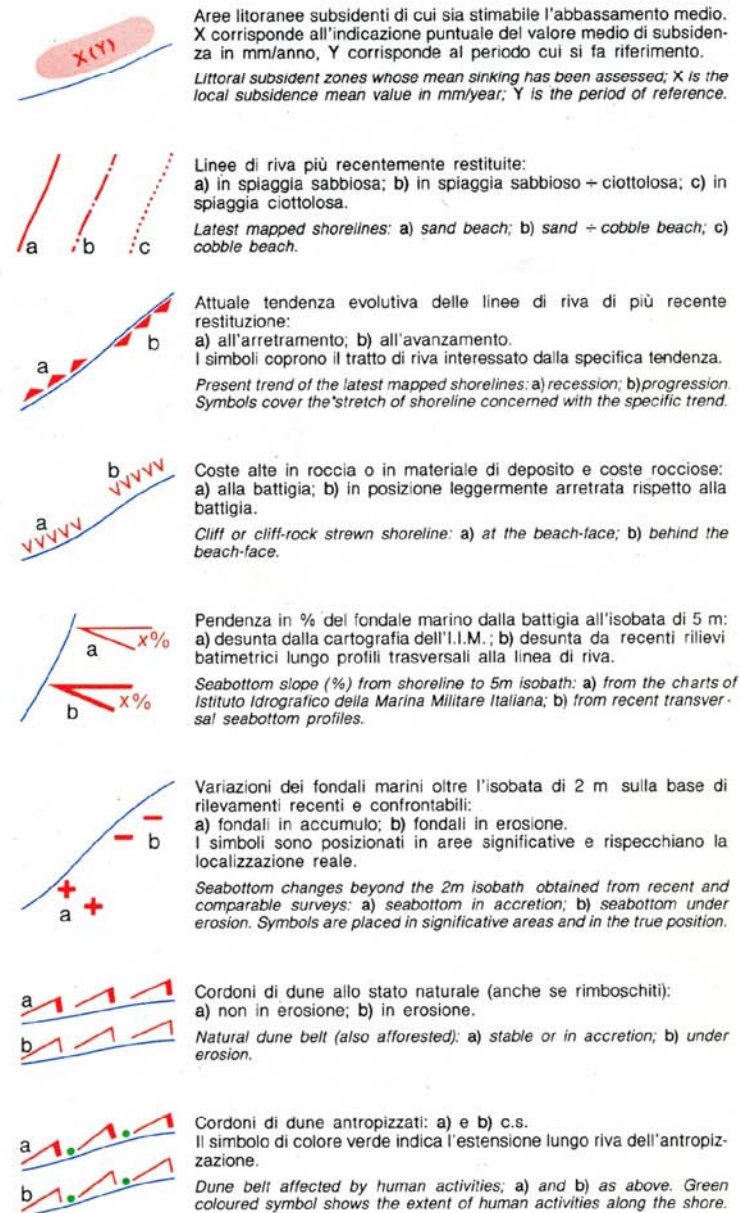 X(Y)
Aree litoranee subsidenti di cui sia stimabile l'abbassamento medio.
X corrisponde all'indicazione puntuale del valore medio di subsiden-
za in mm/anno, Y corrisponde al periodo cui si fa riferimento.
Littoral subsident zones whose mean sinking has been assessed; X is the
local subsidence mean value in mm/year; Y is the period of reference.
a b c
Linee di riva più recentemente restituite:
a) in spiaggia sabbiosa; b) in spiaggia sabbioso ÷ ciottolosa; c) in
spiaggia ciottolosa.
Latest mapped shorelines: a) sand beach; b) sand ÷ cobble beach; c)
cobble beach.
a b
Attuale tendenza evolutiva delle linee di riva di più recente
restituzione:
a) all'arretramento; b) all'avanzamento.
I simboli coprono il tratto di riva interessato dalla specifica tendenza.
Present trend of the latest mapped shorelines: a) recession; b) progression.
Symbols cover the stretch of shoreline concerned with the specific trend.
a b
Coste alte in roccia o in materiale di deposito e coste rocciose:
a) alla battigia; b) in posizione leggermente arretrata rispetto alla
battigia.
Cliff or cliff-rock strewn shoreline: a) at the beach-face; b) behind the
beach-face.
a x%
b x%
Pendenza in % del fondale marino dalla battigia all'isobata di 5 m:
a) desunta dalla cartografia dell'I.I.M.; b) desunta da recenti rilievi
batimetrici lungo profili trasversali alla linea di riva.
Seabottom slope (%) from shoreline to 5m isobath: a) from the charts of
Istituto Idrografico della Marina Militare Italiana; b) from recent transver-
sal seabottom profiles.
b
a
Variazioni dei fondali marini oltre l'isobata di 2 m sulla base di
rilevamenti recenti e confrontabili:
a) fondali in accumulo; b) fondali in erosione.
I simboli sono posizionati in aree significative e rispecchiano la
localizzazione reale.
Seabottom changes beyond the 2m isobath obtained from recent and
comparable surveys: a) seabottom in accretion; b) seabottom under
erosion. Symbols are placed in significative areas and in the true position.
a
b
Cordoni di dune allo stato naturale (anche se rimboschiti):
a) non in erosione; b) in erosione.
Natural dune belt (also afforested): a) stable or in accretion; b) under
erosion.
a
b
Cordoni di dune antropizzati: a) e b) c.s.
Il simbolo di colore verde indica l'estensione lungo riva dell'antropiz-
zazione.
Dune belt affected by human activities; a) and b) as above. Green
coloured symbol shows the extent of human activities along the shore.